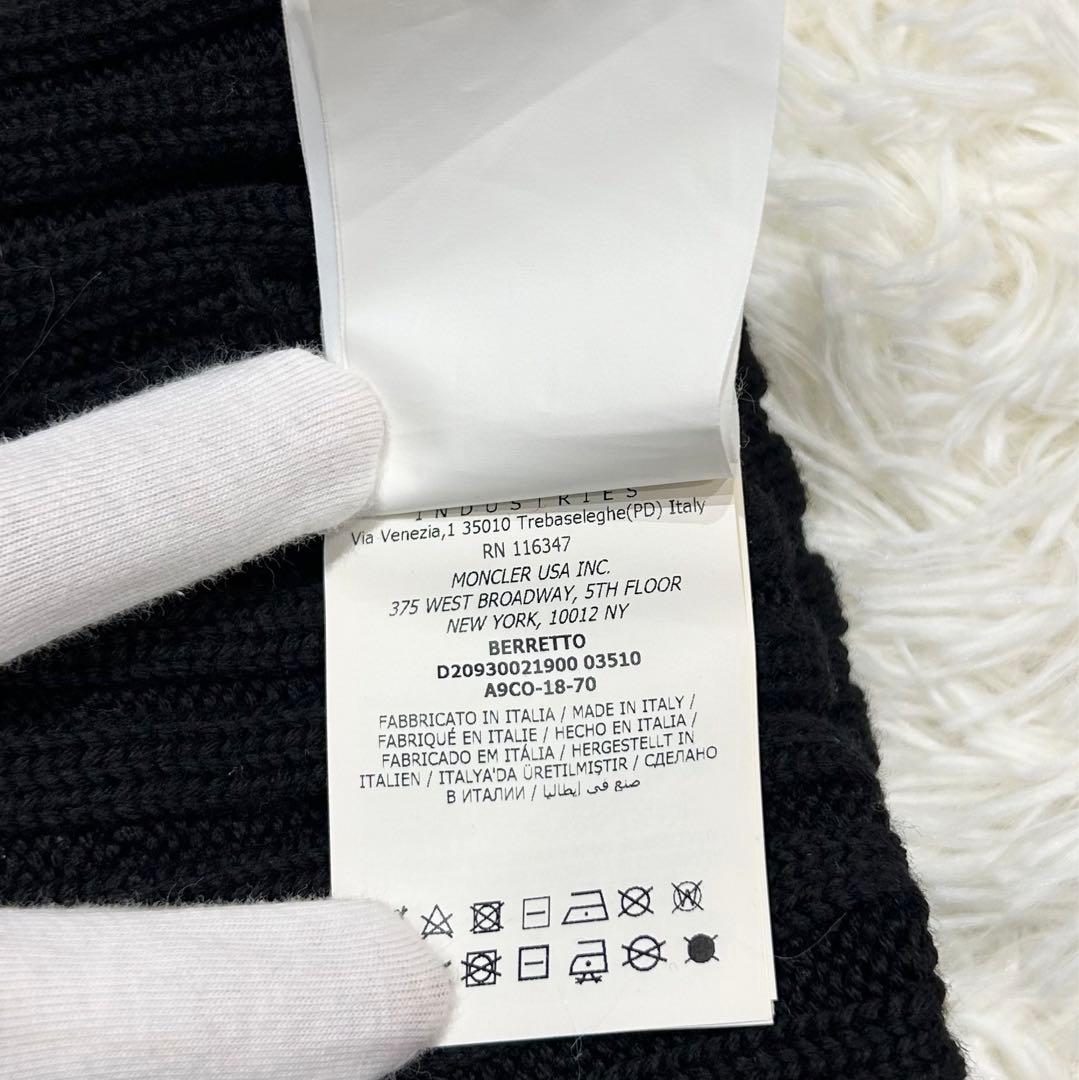 INDUSTRIES
Via Venezia,1 35010 Trebaseleghe(PD) Italy
RN 116347
MONCLER USA INC.
375 WEST BROADWAY, 5TH FLOOR
NEW YORK, 10012 NY
BERRETTO
D20930021900 03510
A9CO-18-70
FABBRICATO IN ITALIA / MADE IN ITALY /
FABRIQUÉ EN ITALIE / HECHO EN ITALIA /
FABRICADO EM ITÁLIA / HERGESTELLT IN
ITALIEN / ITALYA'DA ÜRETILMIŞTIR / СДЕЛАНО
В ИТАЛИИ / صنع في إيطاليا
W